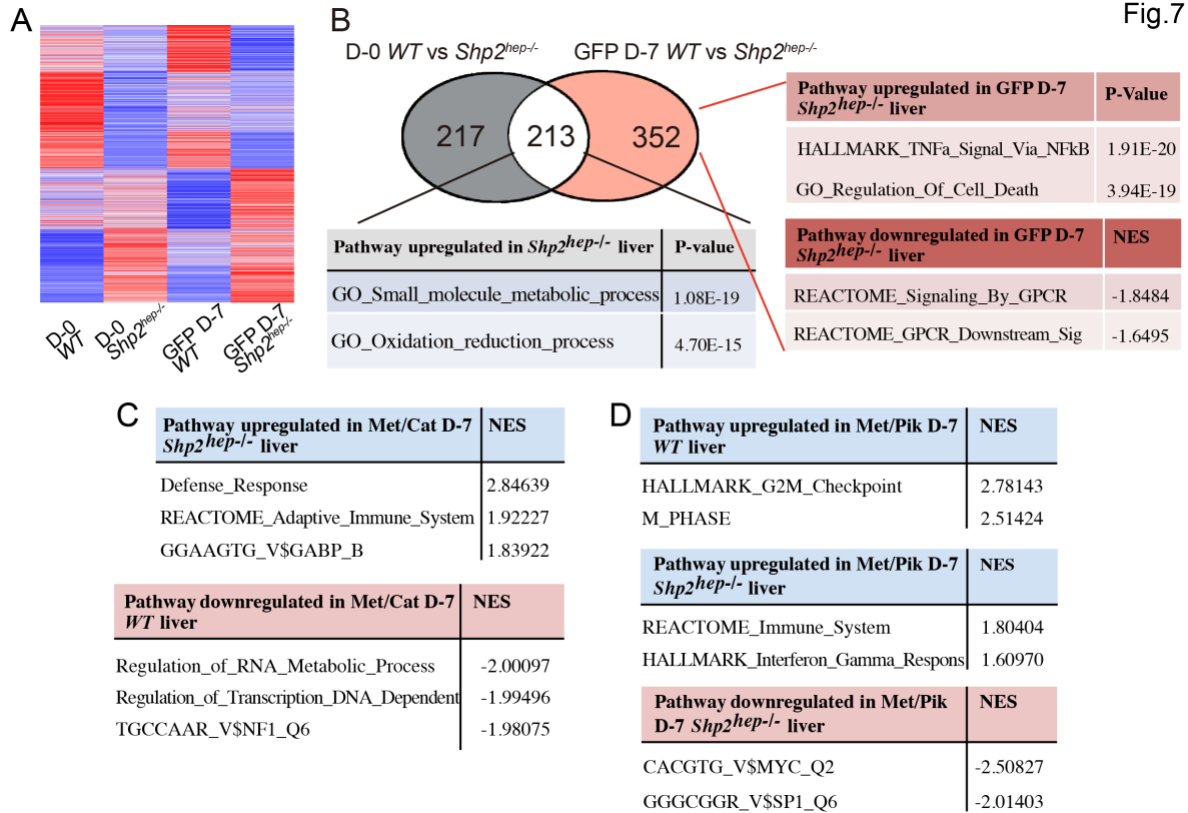 Fig.7
A
D-0
WT
D-0
Shp2hep-/-
GFP D-7
WT
GFP D-7
Shp2hep-/-
B
D-0 WT vs Shp2hep-/- GFP D-7 WT vs Shp2hep-/-
217 213 352
Pathway upregulated in Shp2hep-/- liver P-value
GO_Small_molecule_metabolic_process 1.08E-19
GO_Oxidation_reduction_process 4.70E-15
Pathway upregulated in GFP D-7 P-Value
Shp2hep-/- liver
HALLMARK_TNFa_Signal_Via_NFkB 1.91E-20
GO_Regulation_Of_Cell_Death 3.94E-19
Pathway downregulated in GFP D-7 NES
Shp2hep-/- liver
REACTOME_Signaling_By_GPCR -1.8484
REACTOME_GPCR_Downstream_Sig -1.6495
C
Pathway upregulated in Met/Cat D-7 NES
Shp2hep-/- liver
Defense_Response 2.84639
REACTOME_Adaptive_Immune_System 1.92227
GGAAGTG_V$GABP_B 1.83922
Pathway downregulated in Met/Cat D-7 NES
WT liver
Regulation_of_RNA_Metabolic_Process -2.00097
Regulation_of_Transcription_DNA_Dependent -1.99496
TGCCAAR_V$NF1_Q6 -1.98075
D
Pathway upregulated in Met/Pik D-7 NES
WT liver
HALLMARK_G2M_Checkpoint 2.78143
M_PHASE 2.51424
Pathway upregulated in Met/Pik D-7 NES
Shp2hep-/- liver
REACTOME_Immune_System 1.80404
HALLMARK_Interferon_Gamma_Respons 1.60970
Pathway downregulated in Met/Pik NES
D-7 Shp2hep-/- liver
CACGTG_V$MYC_Q2 -2.50827
GGGCGGR_V$SP1_Q6 -2.01403